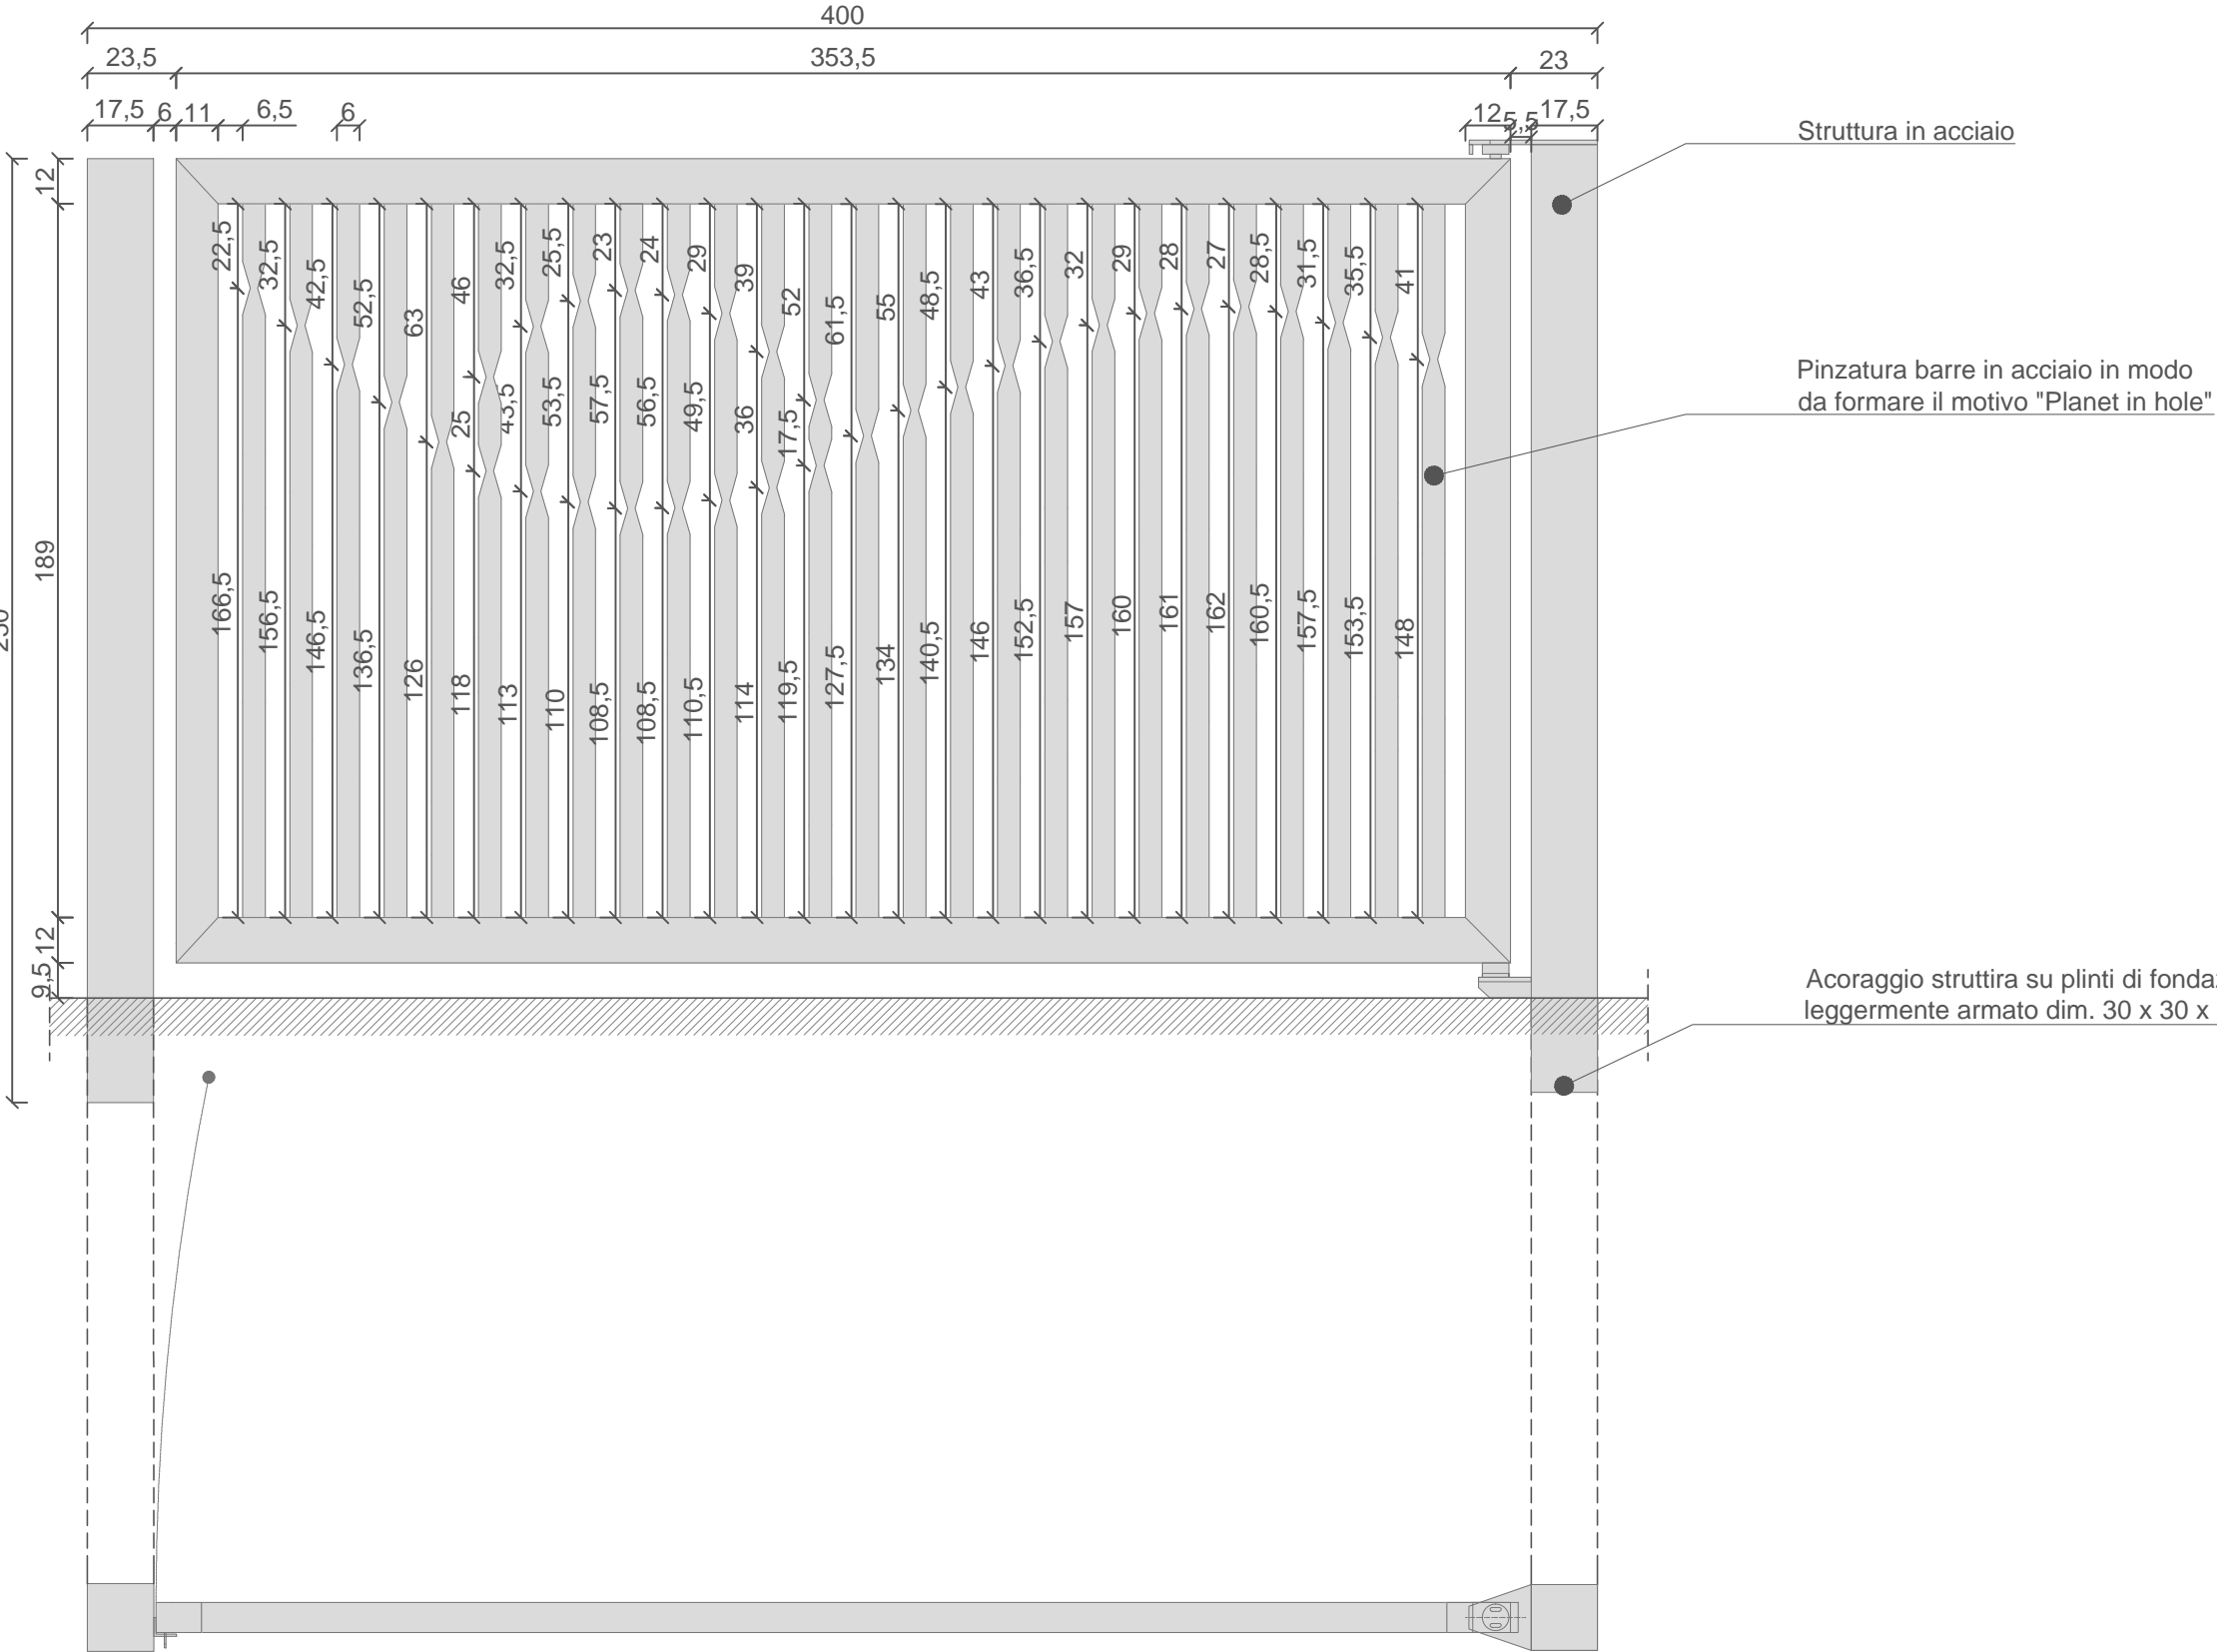 400
23,5 353,5 23
17,5 6 11 6,5 6 12 5,5 17,5
Struttura in acciaio
12
22,5 32,5 42,5 52,5 63 46 32,5 25,5 23 24 29 39 52 61,5 55 48,5 43 36,5 32 29 28 27 28,5 31,5 35,5 41
Pinzatura barre in acciaio in modo
da formare il motivo "Planet in hole"
25 43,5 53,5 57,5 56,5 49,5 36 17,5
189
166,5 156,5 146,5 136,5 126 118 113 110 108,5 108,5 110,5 114 119,5 127,5 134 140,5 146 152,5 157 160 161 162 160,5 157,5 153,5 148
12
9,5
Acoraggio struttira su plinti di
leggermente armato dim. 30 x 30 x